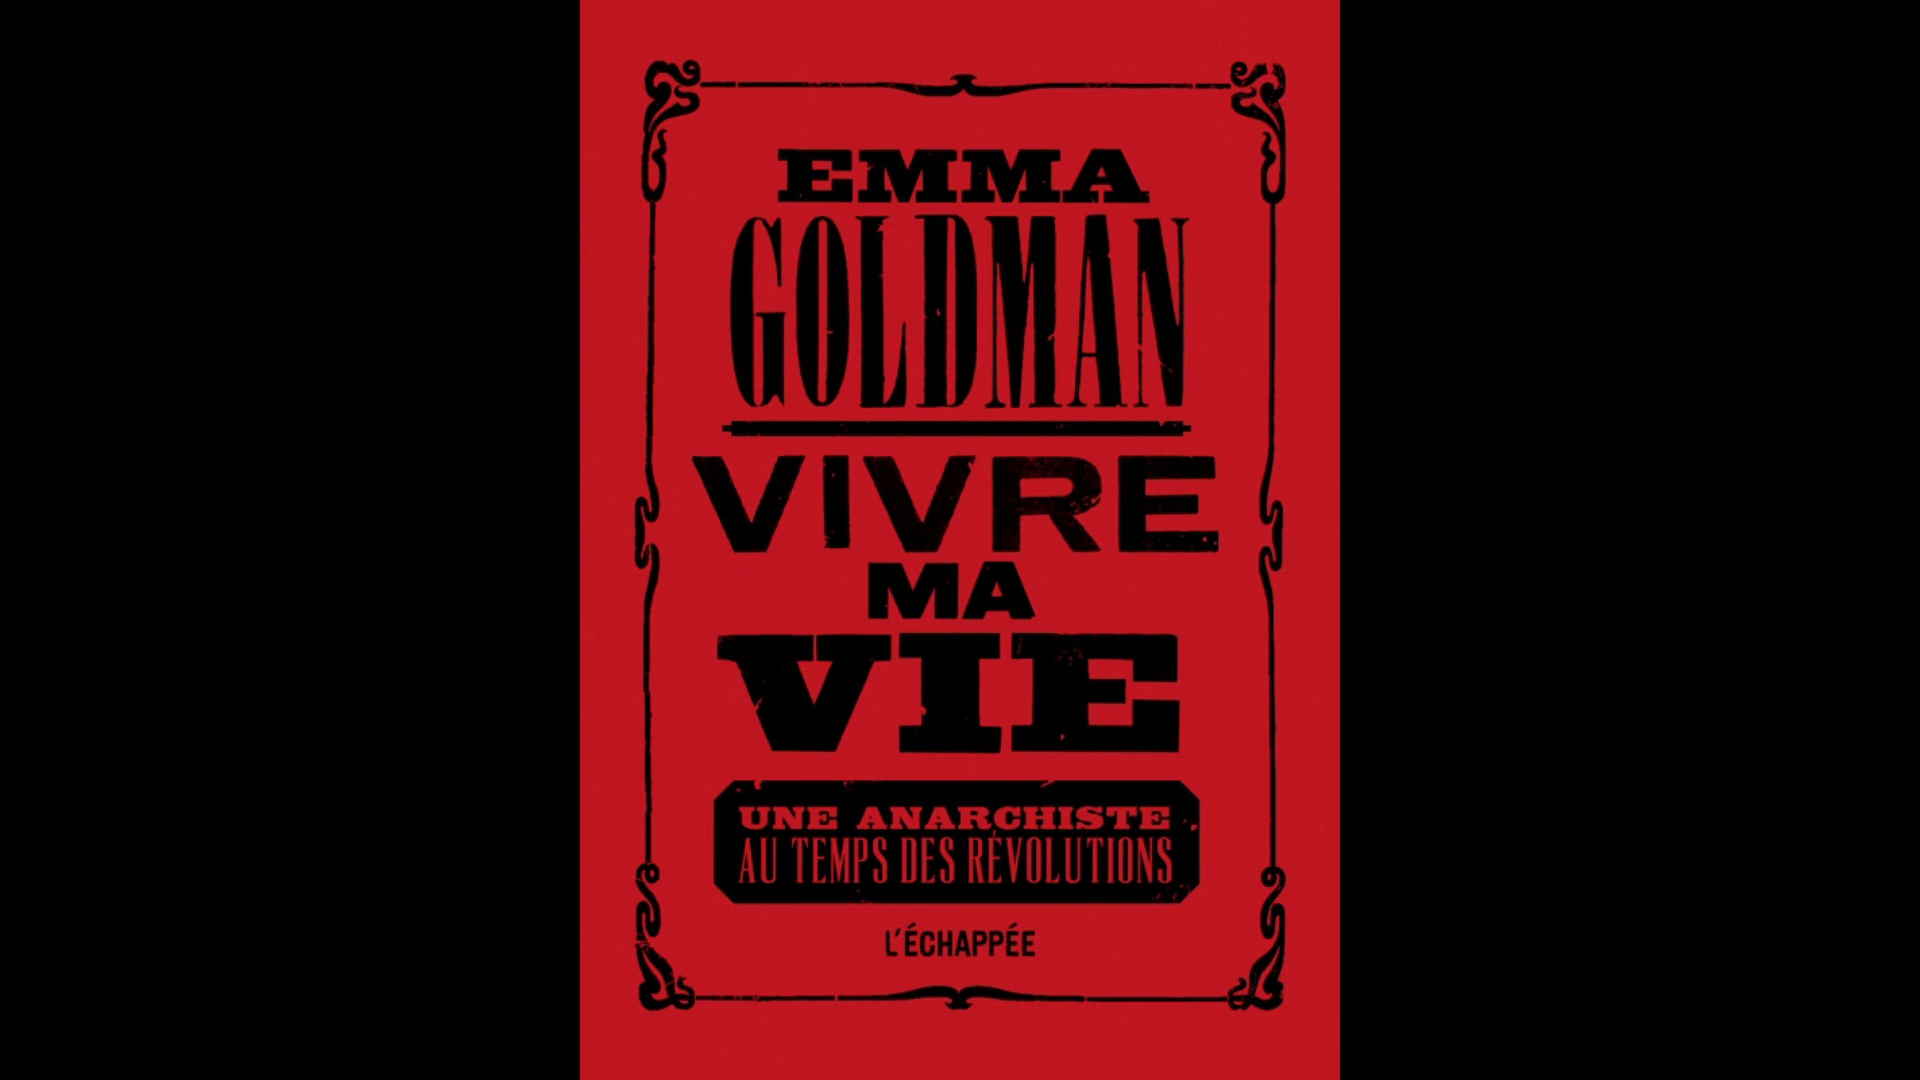 EMMA
GOLDMAN
VIVRE
MA
VIE
UNE ANARCHISTE
AU TEMPS DES RÉVOLUTIONS
L'ÉCHAPPÉE